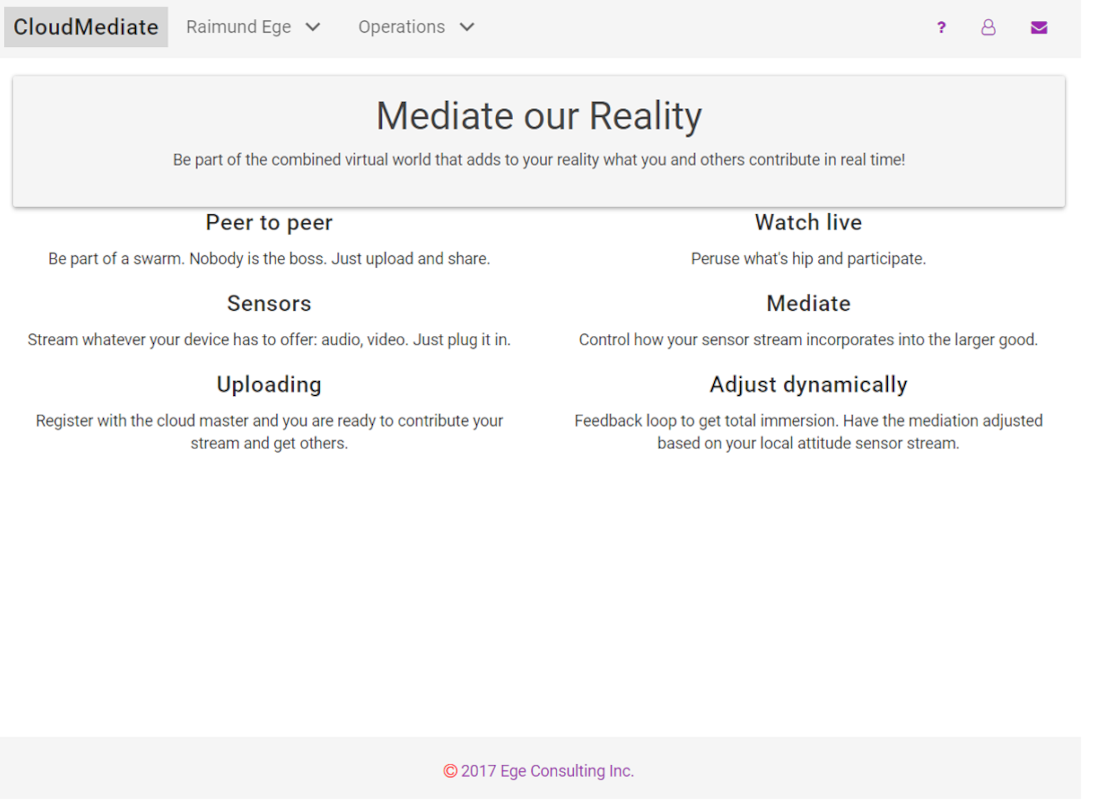 CloudMediate Raimund Ege Operations ?
Mediate our Reality
Be part of the combined virtual world that adds to your reality what you and others contribute in real time!
Peer to peer
Be part of a swarm. Nobody is the boss. Just upload and share.
Watch live
Peruse what's hip and participate.
Sensors
Stream whatever your device has to offer: audio, video. Just plug it in.
Mediate
Control how your sensor stream incorporates into the larger good.
Uploading
Register with the cloud master and you are ready to contribute your
stream and get others.
Adjust dynamically
Feedback loop to get total immersion. Have the mediation adjusted
based on your local attitude sensor stream.
© 2017 Ege Consulting Inc.